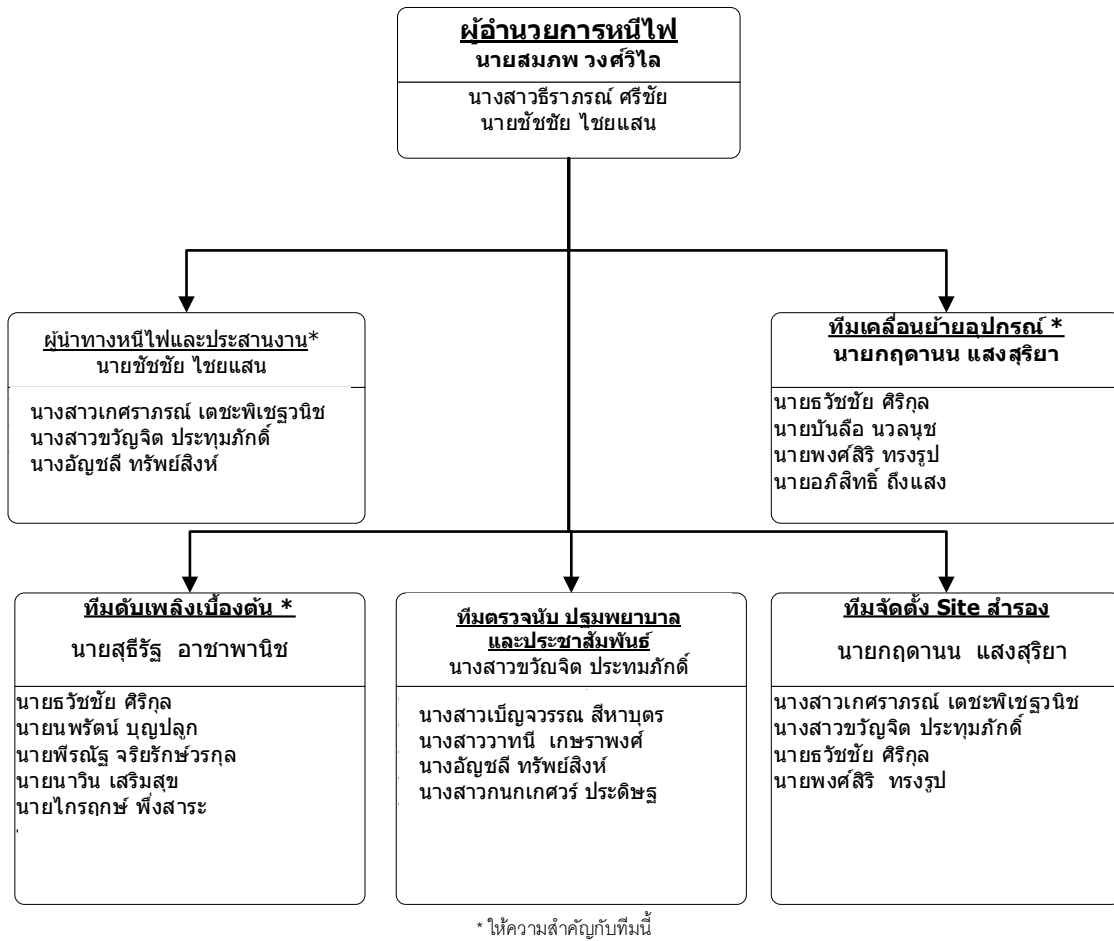 ผู้อำนวยการหนีไฟ
นายสมภพ วงศ์วิไล
นางสาวธีราภรณ์ ศรีชัย
นายชัชชัย ไชยแสน
ผู้นำทางหนีไฟและประสานงาน*
นายชัชชัย ไชยแสน
นางสาวเกศราภรณ์ เตชะพิเชฐวนิช
นางสาวขวัญจิต ประทุมภักดิ์
นางอัญชลี ทรัพย์สิงห์
ทีมเคลื่อนย้ายอุปกรณ์ *
นายกฤดานน แสงสุริยา
นายธวัชชัย ศิริกุล
นายบันลือ นวลนุช
นายพงศ์สิริ ทรงรูป
นายอภิสิทธิ์ ถึงแสง
ทีมดับเพลิงเบื้องต้น *
นายสุธีรัฐ อาชาพานิช
นายธวัชชัย ศิริกุล
นายนพรัตน์ บุญปลูก
นายพีรณัฐ จริยรักษ์วรกุล
นายนาวิน เสริมสุข
นายไกรฤกษ์ พึ่งสาระ
ทีมตรวจนับ ปฐมพยาบาล
และประชาสัมพันธ์
นางสาวขวัญจิต ประทมภักดิ์
นางสาวเบ็ญจวรรณ สีหาบุตร
นางสาววาทนี เกษราพงศ์
นางอัญชลี ทรัพย์สิงห์
นางสาวกนกเกศวร์ ประดิษฐ
ทีมจัดตั้ง Site สำรอง
นายกฤดานน แสงสุริยา
นางสาวเกศราภรณ์ เตชะพิเชฐวนิช
นางสาวขวัญจิต ประทุมภักดิ์
นายธวัชชัย ศิริกุล
นายพงศ์สิริ ทรงรูป
* ให้ความสำคัญกับทีมนี้